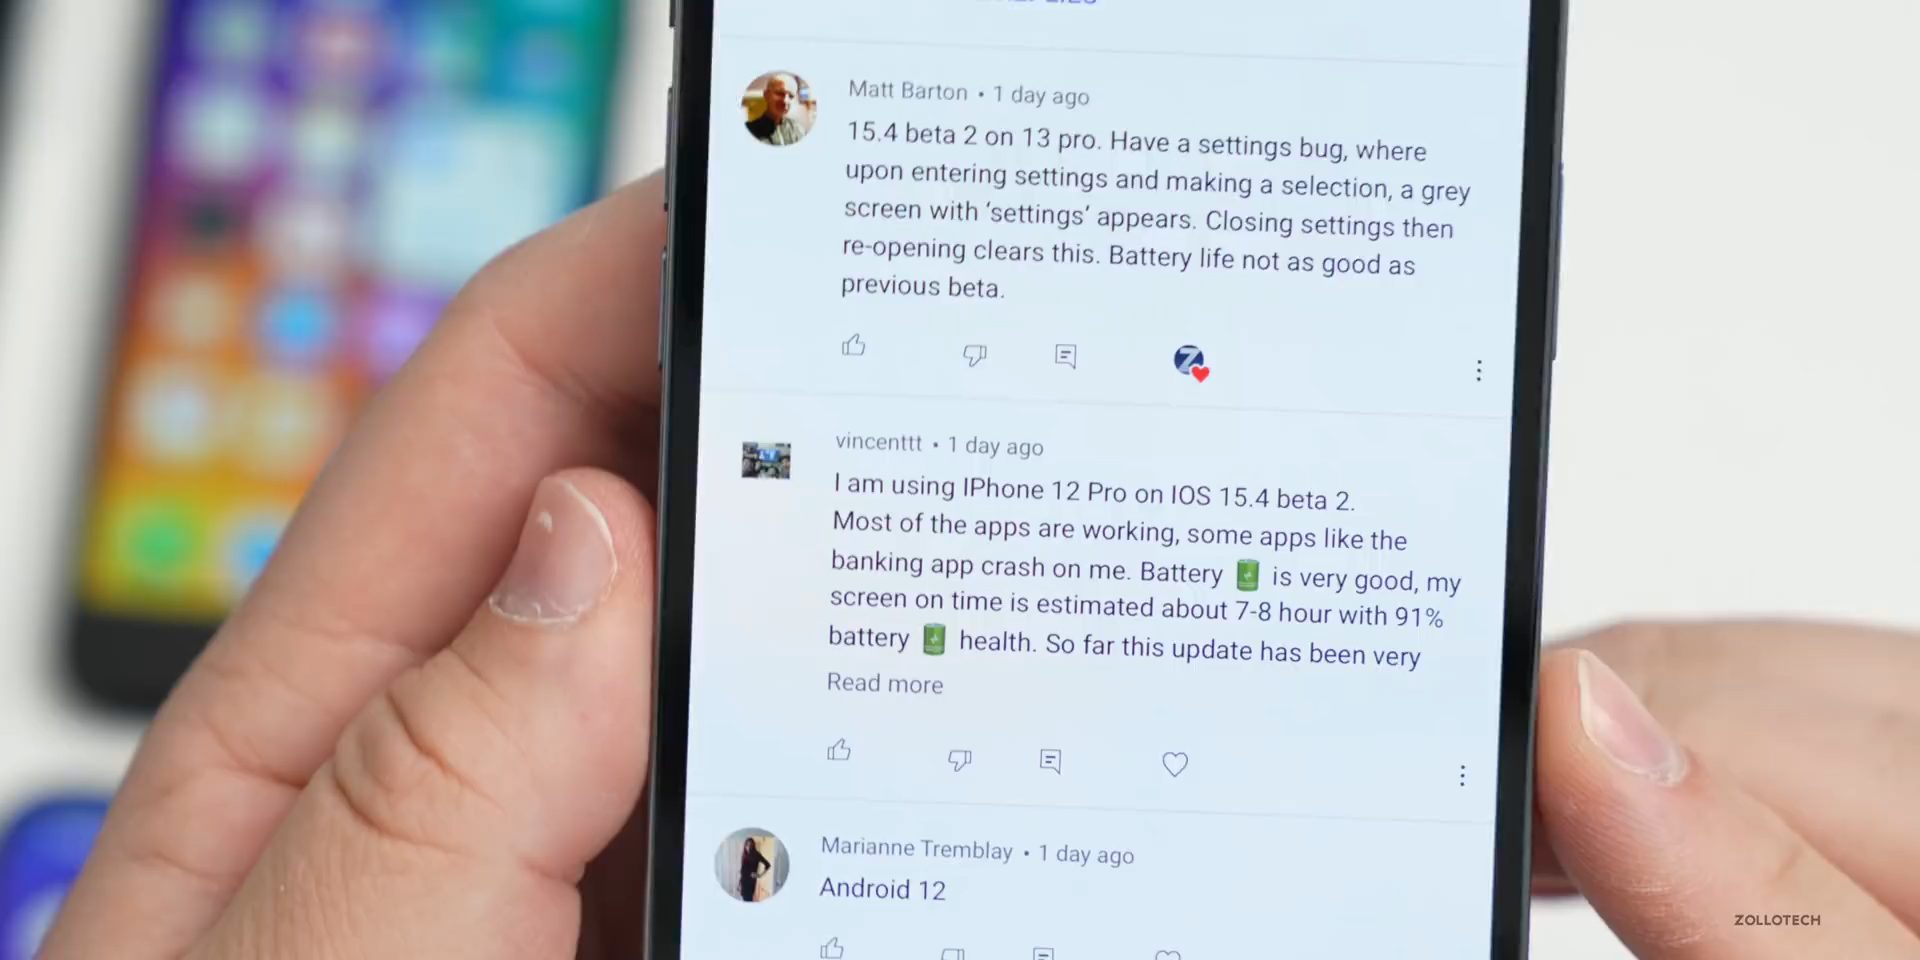 Matt Barton • 1 day ago
15.4 beta 2 on 13 pro. Have a settings bug, where
upon entering settings and making a selection, a grey
screen with ‘settings’ appears. Closing settings then
re-opening clears this. Battery life not as good as
previous beta.
Z
vincenttt • 1 day ago
I am using IPhone 12 Pro on IOS 15.4 beta 2.
Most of the apps are working, some apps like the
banking app crash on me. Battery 🔋 is very good, my
screen on time is estimated about 7-8 hour with 91%
battery 🔋 health. So far this update has been very
Read more
Marianne Tremblay • 1 day ago
Android 12
ZOLLOTECH